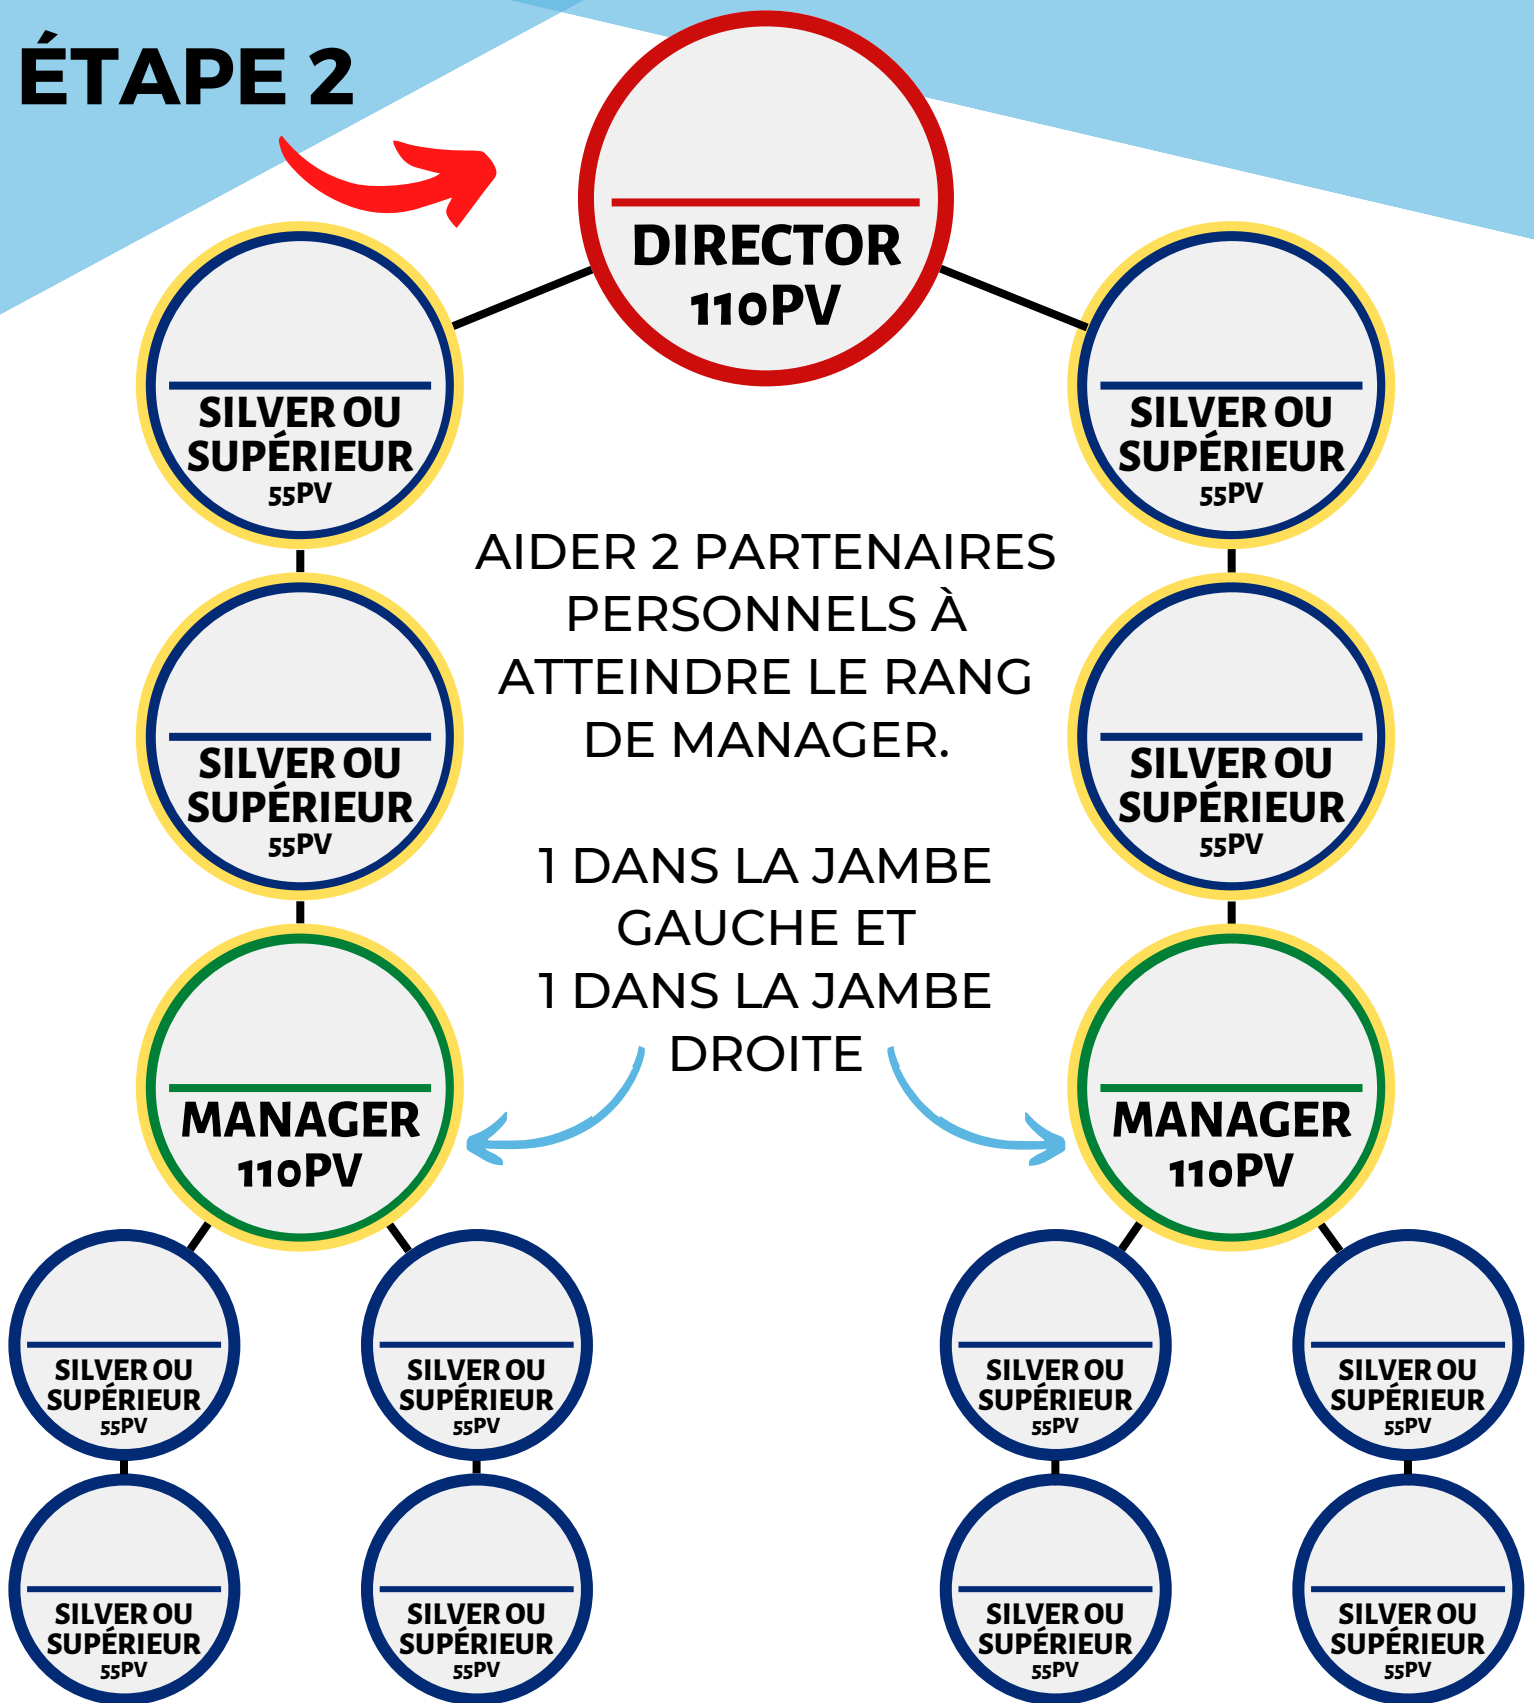 ÉTAPE 2
DIRECTOR
110PV
SILVER OU
SUPÉRIEUR
55PV
SILVER OU
SUPÉRIEUR
55PV
AIDER 2 PARTENAIRES
PERSONNELS À
ATTEINDRE LE RANG
DE MANAGER.
SILVER OU
SUPÉRIEUR
55PV
SILVER OU
SUPÉRIEUR
55PV
1 DANS LA JAMBE
GAUCHE ET
1 DANS LA JAMBE
DROITE
MANAGER
110PV
MANAGER
110PV
SILVER OU
SUPÉRIEUR
55PV
SILVER OU
SUPÉRIEUR
55PV
SILVER OU
SUPÉRIEUR
55PV
SILVER OU
SUPÉRIEUR
55PV
SILVER OU
SUPÉRIEUR
55PV
SILVER OU
SUPÉRIEUR
55PV
SILVER OU
SUPÉRIEUR
55PV
SILVER OU
SUPÉRIEUR
55PV